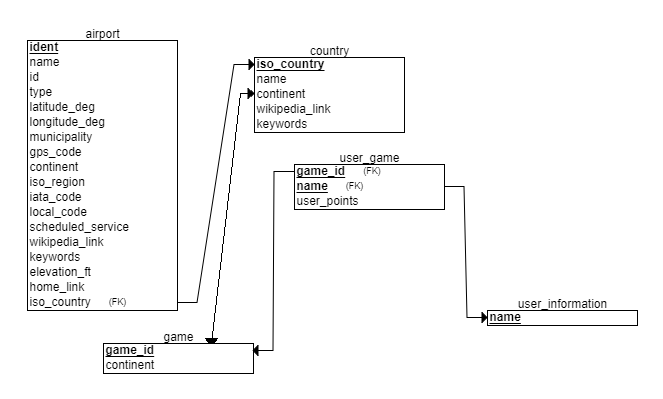 airport
ident
name
id
type
latitude_deg
longitude_deg
municipality
gps_code
continent
iso_region
iata_code
local_code
scheduled_service
wikipedia_link
keywords
elevation_ft
home_link
iso_country (FK)
country
iso_country
name
continent
wikipedia_link
keywords
user_game
game_id (FK)
name (FK)
user_points
user_information
name
game
game_id
continent